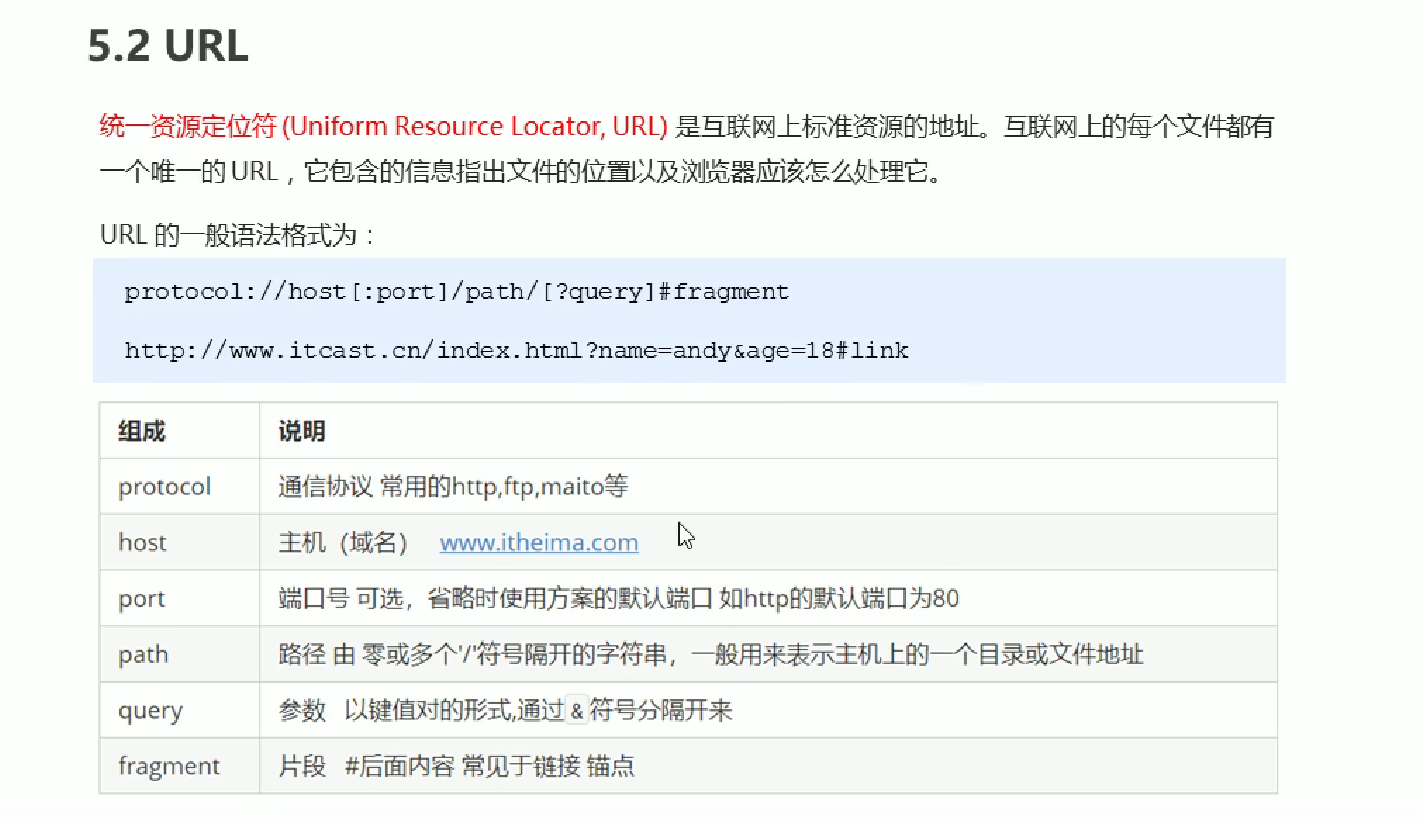 5.2 URL
统一资源定位符 (Uniform Resource Locator, URL) 是互联网上标准资源的地址。互联网上的每个文件都有
一个唯一的 URL，它包含的信息指出文件的位置以及浏览器应该怎么处理它。
URL 的一般语法格式为：
protocol://host[:port]/path/[?query]#fragment
http://www.itcast.cn/index.html?name=andy&age=18#link
组成 说明
protocol 通信协议 常用的http,ftp,maito等
host 主机（域名） www.itheima.com
port 端口号 可选，省略时使用方案的默认端口 如http的默认端口为80
path 路径 由 零或多个'/'符号隔开的字符串，一般用来表示主机上的一个目录或文件地址
query 参数 以键值对的形式,通过 & 符号分隔开来
fragment 片段 #后面内容 常见于链接 锚点